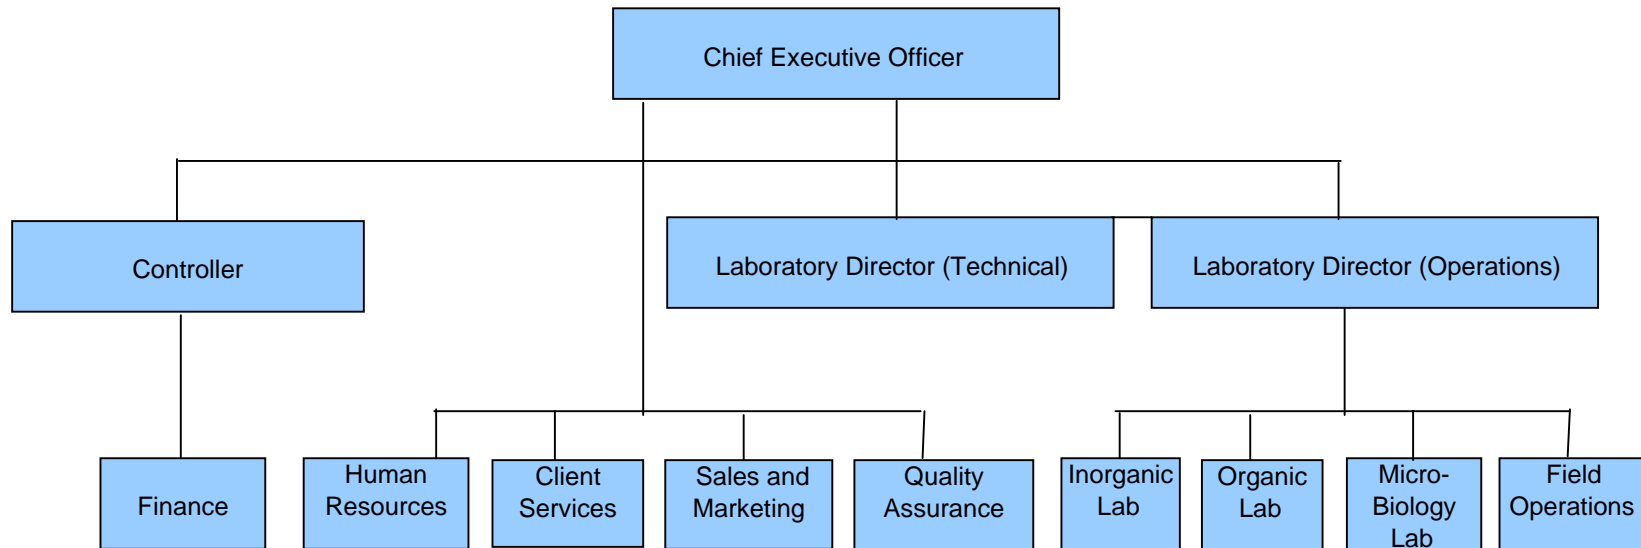 Chief Executive Officer
Controller
Laboratory Director (Technical)
Laboratory Director (Operations)
Finance
Human
Resources
Client
Services
Sales and
Marketing
Quality
Assurance
Inorganic
Lab
Organic
Lab
Micro-
Biology
Lab
Field
Operations